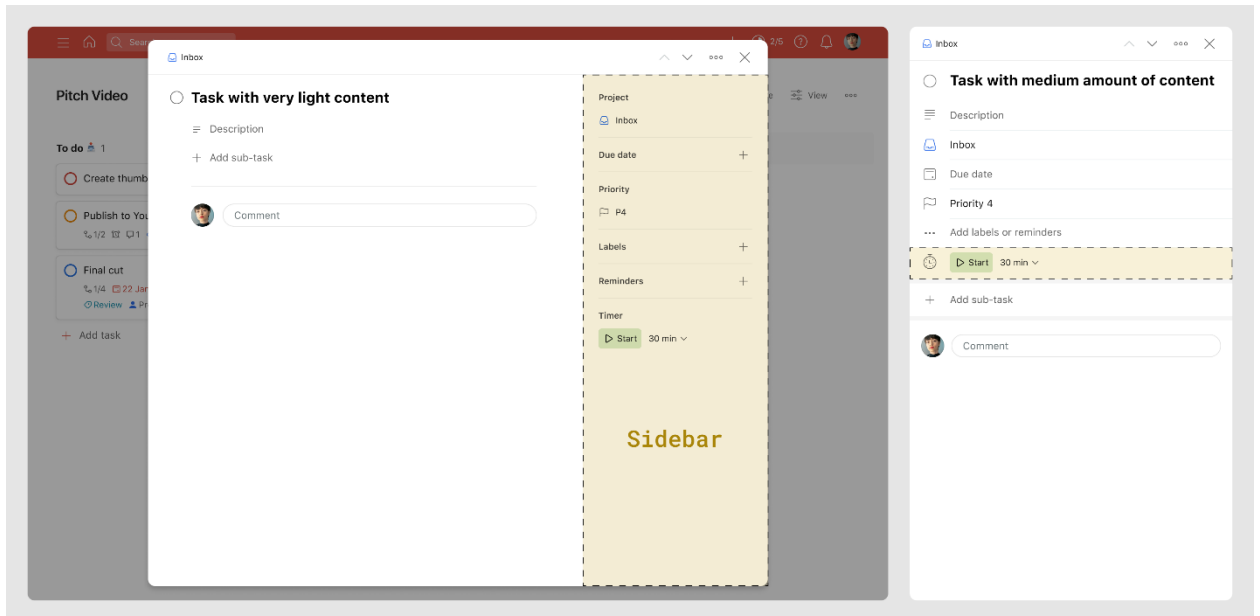 Sear
2/5
Pitch Video
View
To do 1
Create thumb
Publish to You
1/2 1
Final cut
1/4 22 Jan
Review Pr
+ Add task
Inbox
Task with very light content
Description
+ Add sub-task
Comment
Project
Inbox
Due date +
Priority
P4
Labels +
Reminders +
Timer
Start 30 min
Sidebar
Inbox
Task with medium amount of content
Description
Inbox
Due date
Priority 4
Add labels or reminders
Start 30 min
+ Add sub-task
Comment